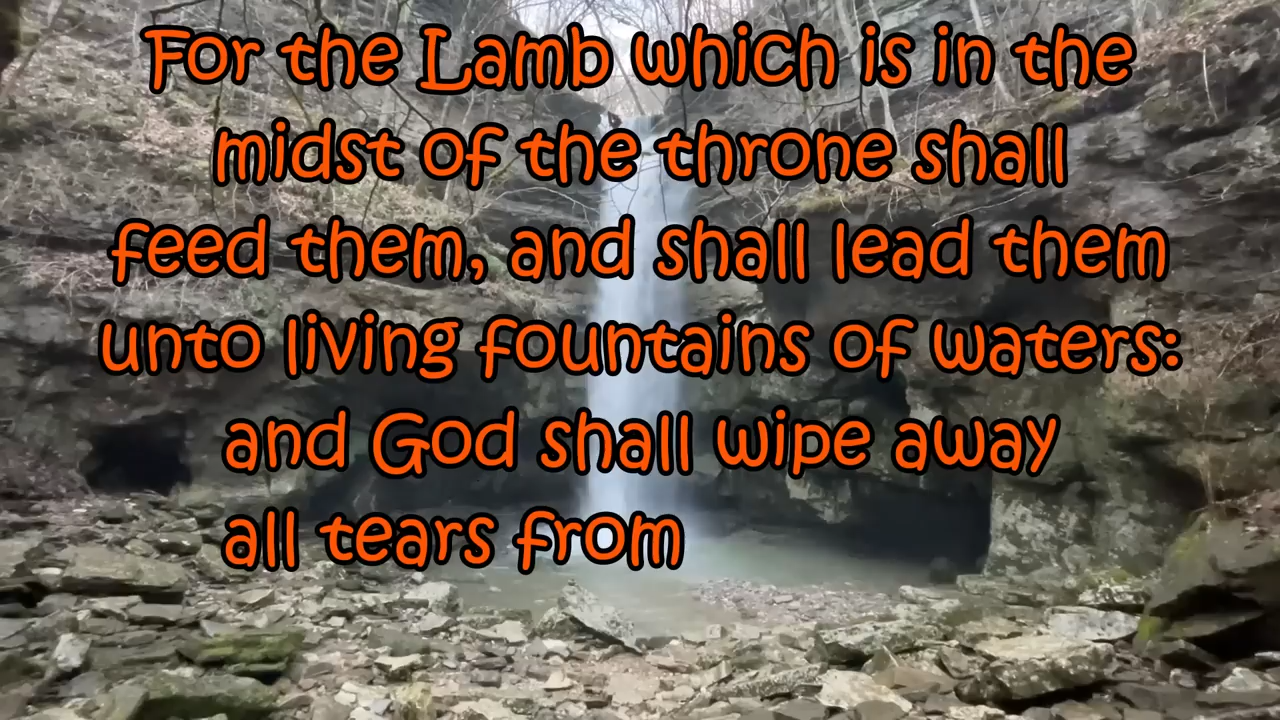 For the Lamb which is in the
midst of the throne shall
feed them, and shall lead them
unto living fountains of waters:
and God shall wipe away
all tears from